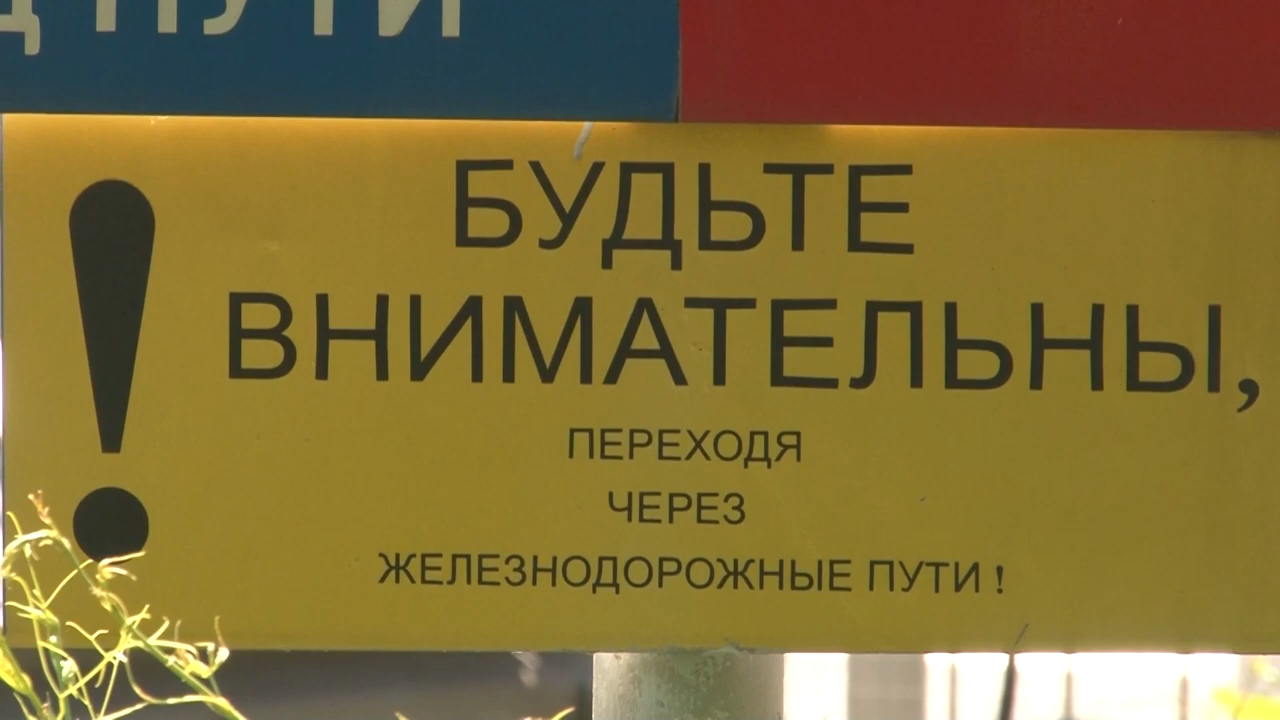 ПУТИ
БУДЬТЕ
ВНИМАТЕЛЬНЫ,
ПЕРЕХОДЯ
ЧЕРЕЗ
ЖЕЛЕЗНОДОРОЖНЫЕ ПУТИ !